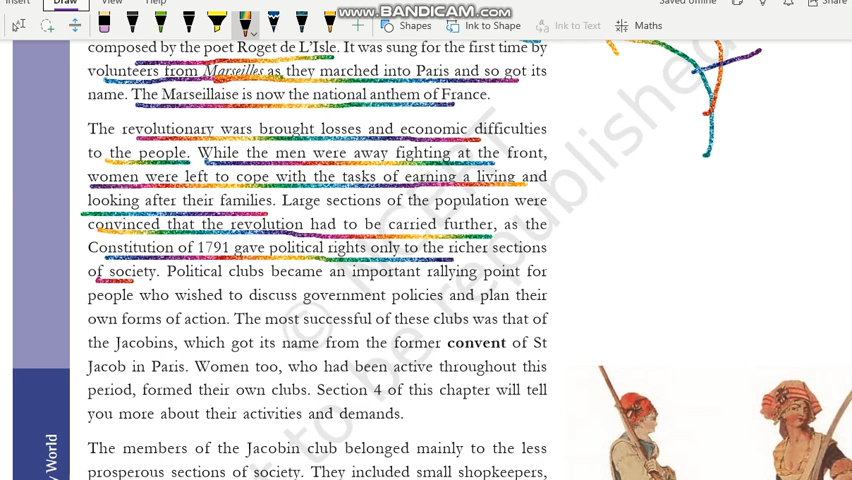 www.BANDICAM.com
Draw View Help
Shapes Ink to Shape Ink to Text Maths
composed by the poet Roget de L'Isle. It was sung for the first time by
volunteers from Marseilles as they marched into Paris and so got its
name. The Marseillaise is now the national anthem of France.
The revolutionary wars brought losses and economic difficulties
to the people. While the men were away fighting at the front,
women were left to cope with the tasks of earning a living and
looking after their families. Large sections of the population were
convinced that the revolution had to be carried further, as the
Constitution of 1791 gave political rights only to the richer sections
of society. Political clubs became an important rallying point for
people who wished to discuss government policies and plan their
own forms of action. The most successful of these clubs was that of
the Jacobins, which got its name from the former convent of St
Jacob in Paris. Women too, who had been active throughout this
period, formed their own clubs. Section 4 of this chapter will tell
you more about their activities and demands.
The members of the Jacobin club belonged mainly to the less
prosperous sections of society. They included small shopkeepers,
World
be republished